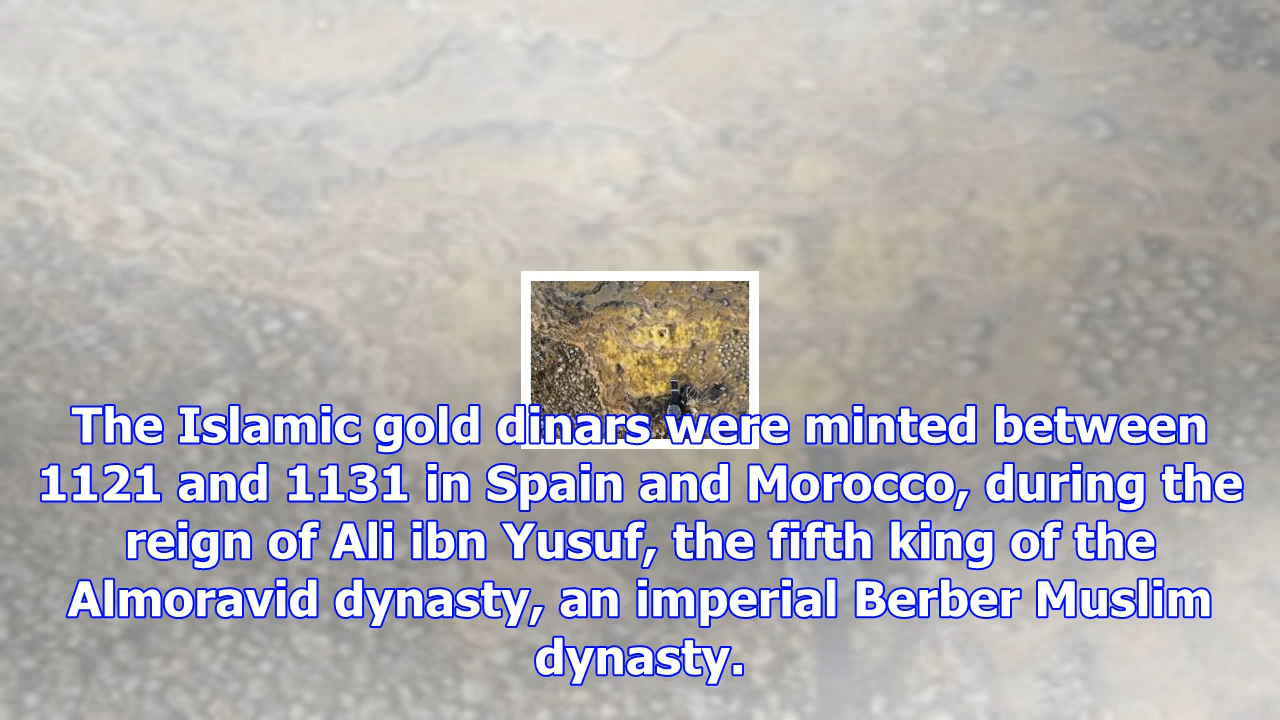 The Islamic gold dinars were minted between
1121 and 1131 in Spain and Morocco, during the
reign of Ali ibn Yusuf, the fifth king of the
Almoravid dynasty, an imperial Berber Muslim
dynasty.